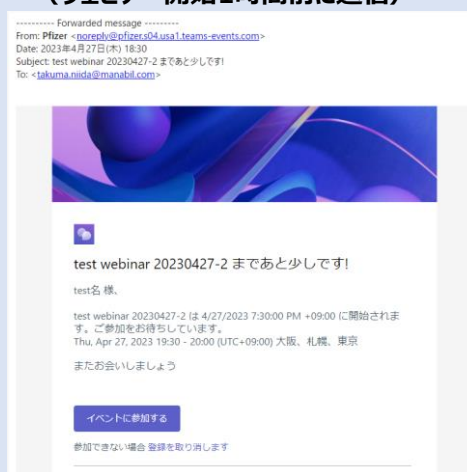 （ウェビナー開始1時間前に送信）
---------- Forwarded message ---------
From: Pfizer <noreply@pfizer.s04.usa1.teams-events.com>
Date: 2023年4月27日(木) 18:30
Subject: test webinar 20230427-2 まであと少しです!
To: <takuma.niida@manabil.com>
test webinar 20230427-2 まであと少しです!
test名 様、
test webinar 20230427-2 は 4/27/2023 7:30:00 PM +09:00 に開始されま
す。ご参加をお待ちしています。
Thu, Apr 27, 2023 19:30 - 20:00 (UTC+09:00) 大阪、札幌、東京
またお会いしましょう
イベントに参加する
参加できない場合 登録を取り消します